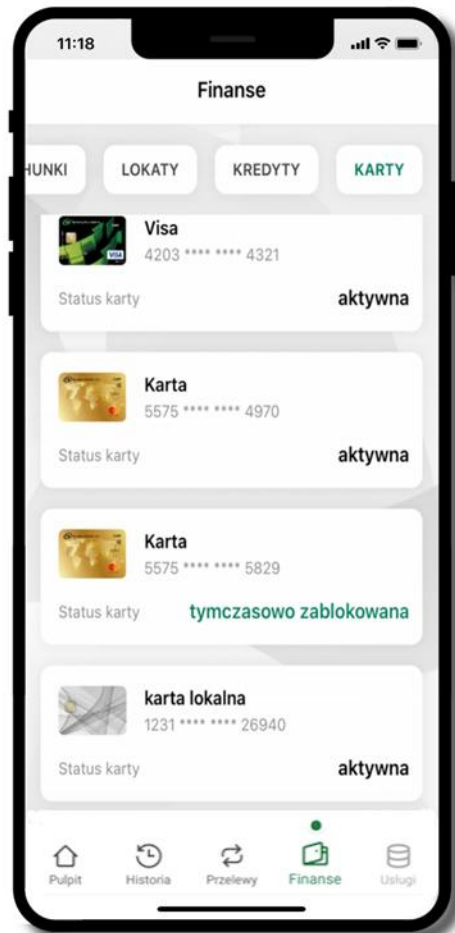 11:18
Finanse
HUNKI LOKATY KREDYTY KARTY
Visa
4203 **** **** 4321
VISA
Status karty aktywna
Karta
5575 **** **** 4970
Status karty aktywna
Karta
5575 **** **** 5829
Status karty tymczasowo zablokowana
karta lokalna
1231 **** **** 26940
Status karty aktywna
Pulpit Historia Przelewy Finanse Usługi